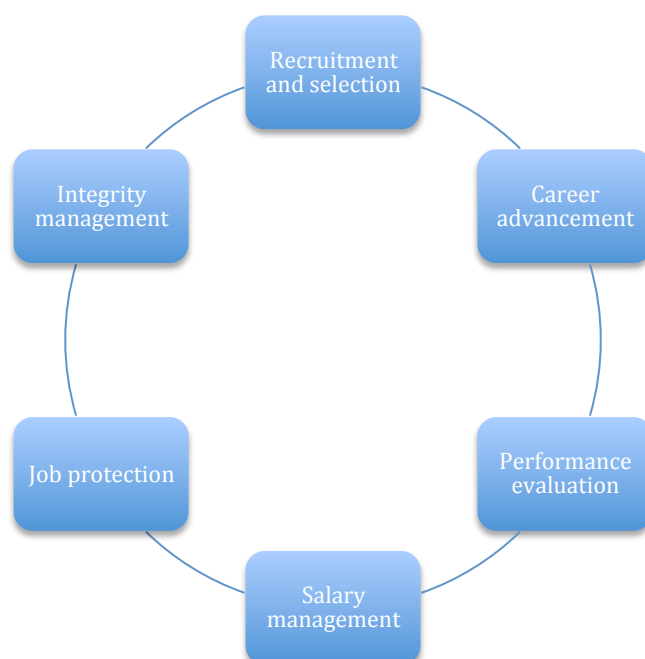 Recruitment
and selection
Career
advancement
Performance
evaluation
Salary
management
Job protection
Integrity
management